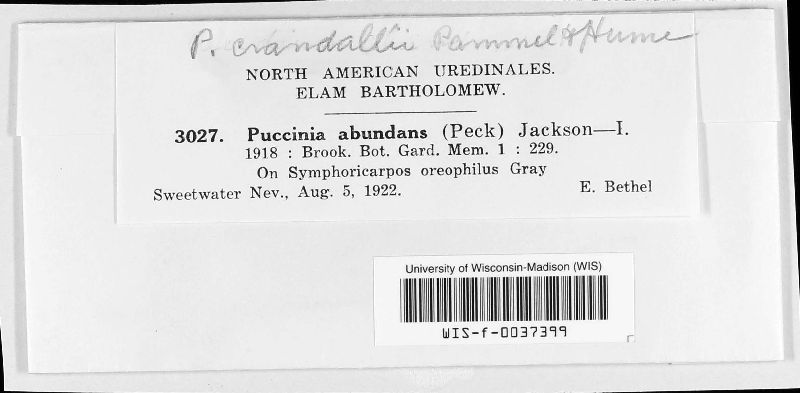 P. crandallii Pammel & Hume
NORTH AMERICAN UREDINALES.
ELAM BARTHOLOMEW.
3027. Puccinia abundans (Peck) Jackson—I.
1918 : Brook. Bot. Gard. Mem. 1 : 229.
On Symphoricarpos oreophilus Gray
Sweetwater Nev., Aug. 5, 1922. E. Bethel
University of Wisconsin-Madison (WIS)
WIS-f-0037399